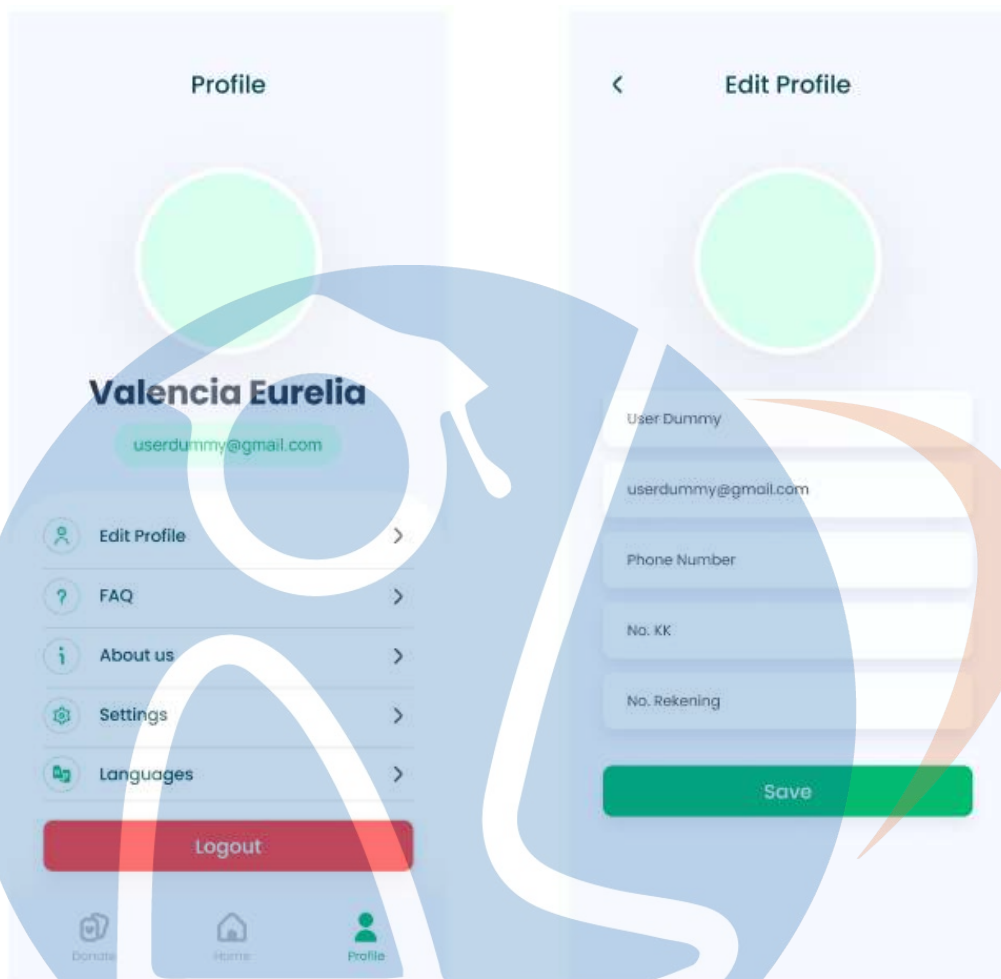 Profile
Valencia Eurelia
userdummy@gmail.com
Edit Profile
FAQ
About us
Settings
Languages
Logout
Donate
Home
Profile
Edit Profile
User Dummy
userdummy@gmail.com
Phone Number
No. KK
No. Rekening
Save